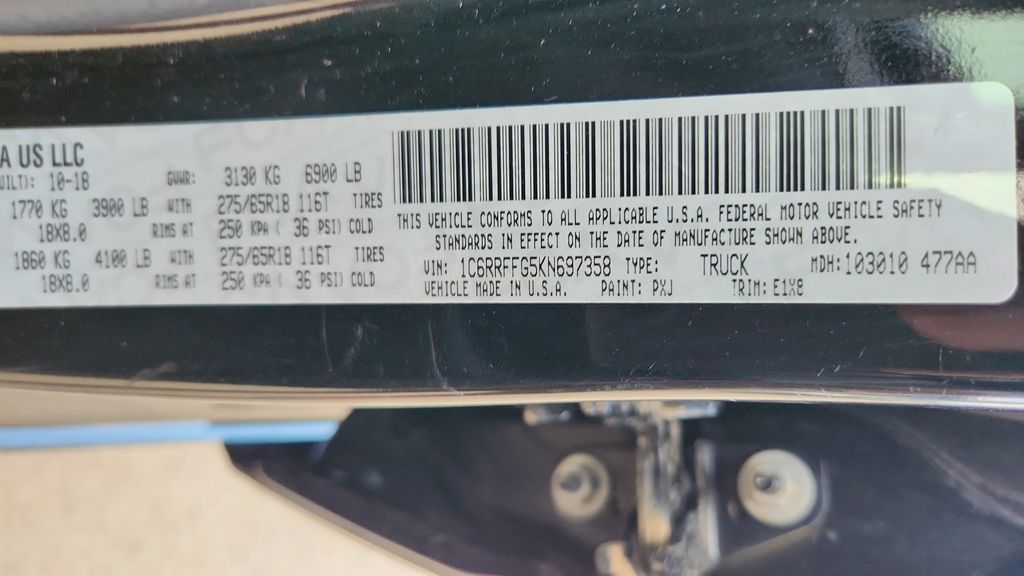 A US LLC
UILT): 10-18 GVWR: 3130 KG 6900 LB
1770 KG 3900 LB WITH 275/65R18 116T TIRES
18X8.0 RIMS AT 250 KPA ( 36 PSI) COLD
1860 KG 4100 LB WITH 275/65R18 116T TIRES
18X8.0 RIMS AT 250 KPA ( 36 PSI) COLD
THIS VEHICLE CONFORMS TO ALL APPLICABLE U.S.A. FEDERAL MOTOR VEHICLE SAFETY
STANDARDS IN EFFECT ON THE DATE OF MANUFACTURE SHOWN ABOVE.
VIN: 1C6RRFFG5KN697358 TYPE: TRUCK MDH: 103010 477AA
VEHICLE MADE IN U.S.A. PAINT: PXJ TRIM: E1X8